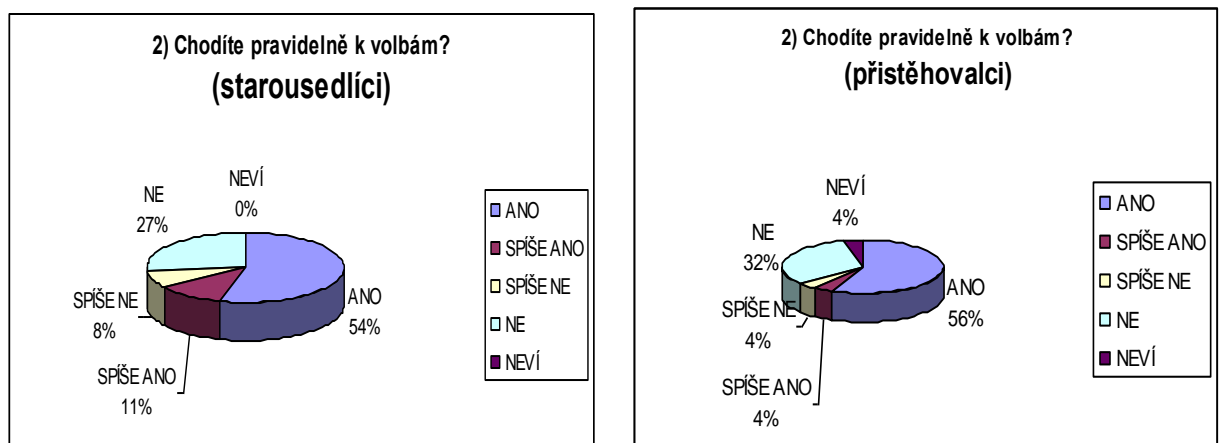 2) Chodíte pravidelně k volbám?
(starousedlíci)
NEVÍ
0%
NE
27%
SPÍŠE NE
8%
SPÍŠE ANO
11%
ANO
54%
ANO
SPÍŠE ANO
SPÍŠE NE
NE
NEVÍ
2) Chodíte pravidelně k volbám?
(přistěhovalci)
NEVÍ
4%
NE
32%
SPÍŠE NE
4%
SPÍŠE ANO
4%
ANO
56%
ANO
SPÍŠE ANO
SPÍŠE NE
NE
NEVÍ